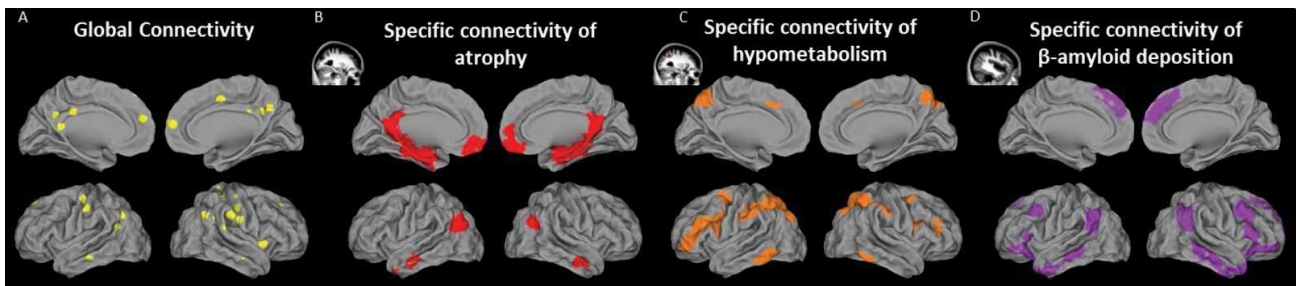 A
Global Connectivity
B
Specific connectivity of
atrophy
C
Specific connectivity of
hypometabolism
D
Specific connectivity of
β-amyloid deposition